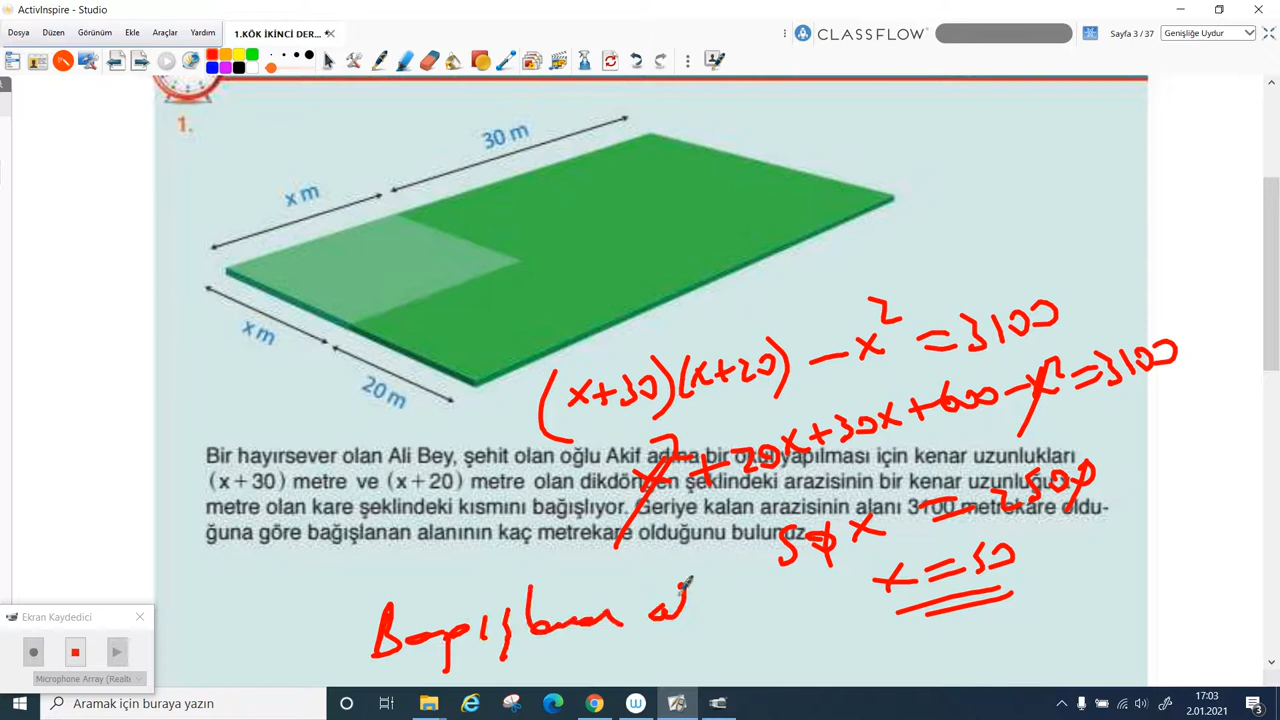 ActivInspire - Studio
Dosya Düzen Görünüm Ekle Araçlar Yardım
1.KÖK İKİNCİ DER...
CLASSFLOW
Sayfa 3 / 37
Genişliğe Uydur
1.
30 m
x m
x m
20 m
(x+30)(x+20) - x² = 3100
x² + 20x + 30x + 600 - x² = 3100
50x = 2500
x = 50
Bir hayırsever olan Ali Bey, şehit olan oğlu Akif adına bir okul yapılması için kenar uzunlukları
(x + 30) metre ve (x + 20) metre olan dikdörtgen şeklindeki arazisinin bir kenar uzunluğu x
metre olan kare şeklindeki kısmını bağışlıyor. Geriye kalan arazisinin alanı 3100 metrekare oldu-
ğuna göre bağışlanan alanının kaç metrekare olduğunu bulunuz.
Bağışlanan al
Ekran Kaydedici
Microphone Array (Realt
Aramak için buraya yazın
17:03
2.01.2021
3